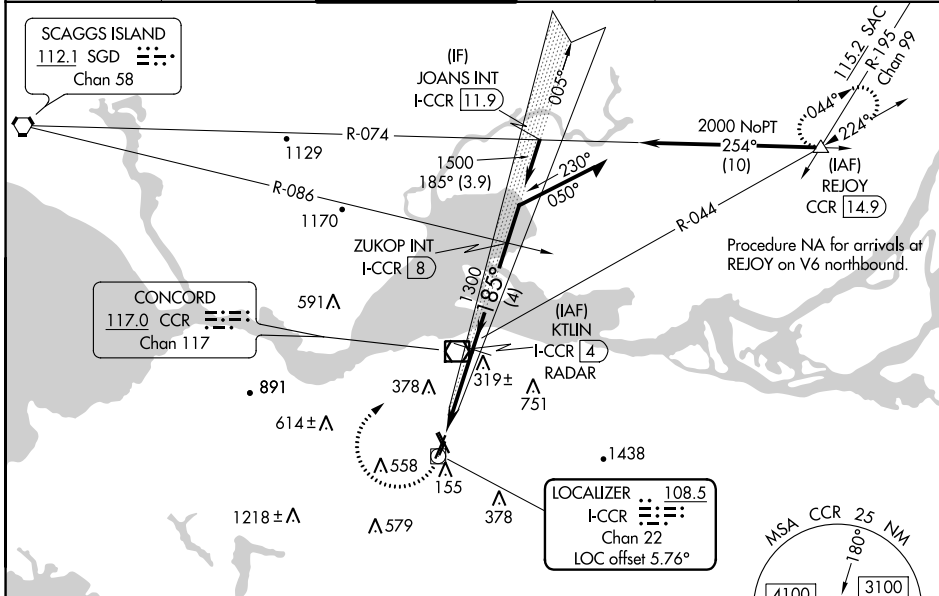 SCAGGS ISLAND
112.1 SGD
Chan 58
(IF)
JOANS INT
I-CCR 11.9
005°
115.2 SAC
R-195
Chan 99
044°
224°
R-074
2000 NoPT
254°
(10)
(IAF)
REJOY
CCR 14.9
1129
1500
185° (3.9)
230°
050°
R-086
1170
R-044
Procedure NA for arrivals at
REJOY on V6 northbound.
ZUKOP INT
I-CCR 8
1300
185°
(4)
CONCORD
117.0 CCR
Chan 117
591
(IAF)
KTLIN
I-CCR 4
RADAR
319±
378
751
891
614±
558
155
1438
378
1218±
579
LOCALIZER 108.5
I-CCR
Chan 22
LOC offset 5.76°
MSA CCR 25 NM
180°
4100
3100